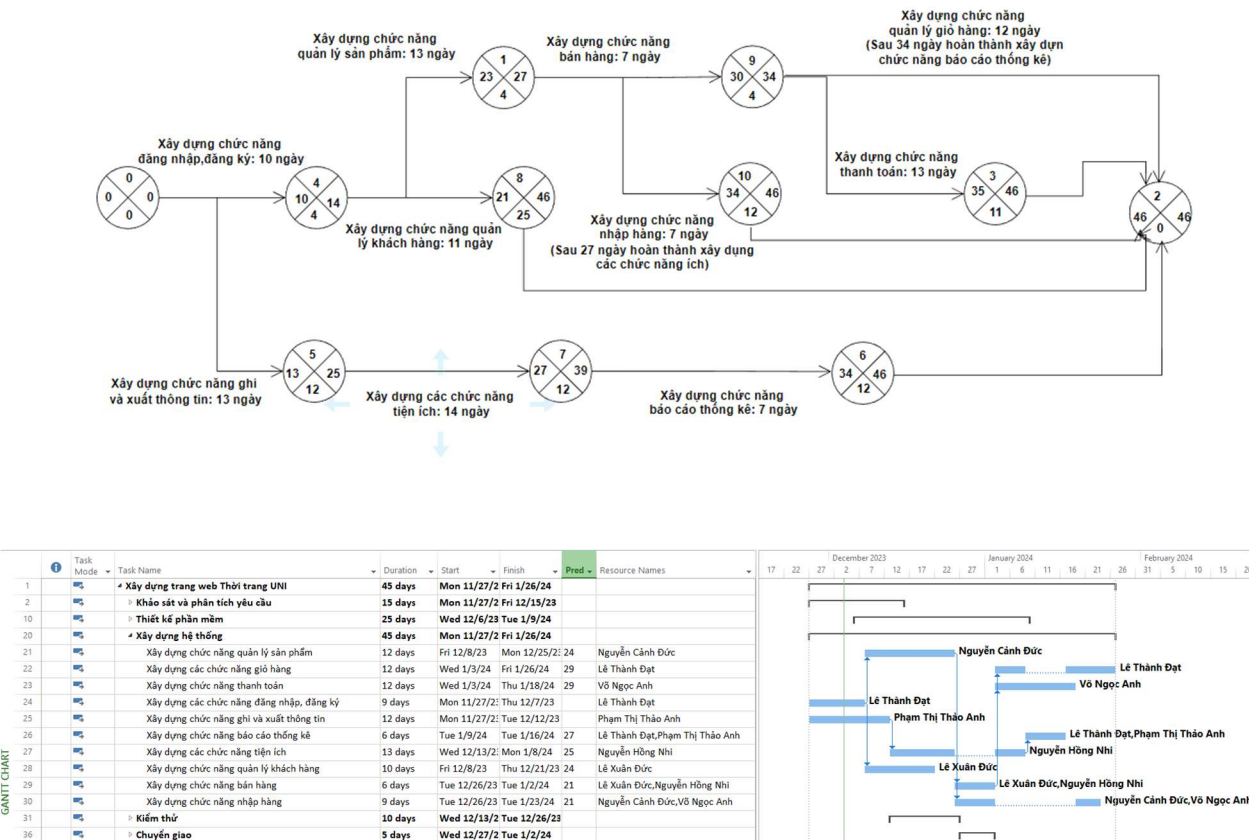 Xây dựng chức năng
quản lý sản phẩm: 13 ngày
Xây dựng chức năng
bán hàng: 7 ngày
Xây dựng chức năng
quản lý giỏ hàng: 12 ngày
(Sau 34 ngày hoàn thành xây dựn
chức năng báo cáo thống kê)
1
23 27
4
9
30 34
4
Xây dựng chức năng
đăng nhập,đăng ký: 10 ngày
0
0 0
0
4
10 14
4
8
21 46
25
10
34 46
12
Xây dựng chức năng
thanh toán: 13 ngày
3
35 46
11
2
46 46
0
Xây dựng chức năng quản
lý khách hàng: 11 ngày
Xây dựng chức năng
nhập hàng: 7 ngày
(Sau 27 ngày hoàn thành xây dụng
các chức năng ích)
5
13 25
12
7
27 39
12
6
34 46
12
Xây dựng chức năng ghi
và xuất thông tin: 13 ngày
Xây dựng các chức năng
tiện ích: 14 ngày
Xây dựng chức năng
báo cáo thống kê: 7 ngày
Task Mode Task Name Duration Start Finish Pred Resource Names
December 2023 January 2024 February 2024
17 22 27 2 7 12 17 22 27 1 6 11 16 21 26 31 5 10 15 20
1 Xây dựng trang web Thời trang UNI 45 days Mon 11/27/2 Fri 1/26/24
2 Khảo sát và phân tích yêu cầu 15 days Mon 11/27/2 Fri 12/15/23
10 Thiết kế phần mềm 25 days Wed 12/6/23 Tue 1/9/24
20 Xây dựng hệ thống 45 days Mon 11/27/2 Fri 1/26/24
21 Xây dựng chức năng quản lý sản phẩm 12 days Fri 12/8/23 Mon 12/25/23 24 Nguyễn Cảnh Đức
22 Xây dựng các chức năng giỏ hàng 12 days Wed 1/3/24 Fri 1/26/24 29 Lê Thành Đạt
23 Xây dựng chức năng thanh toán 12 days Wed 1/3/24 Thu 1/18/24 29 Võ Ngọc Anh
24 Xây dựng các chức năng đăng nhập, đăng ký 9 days Mon 11/27/23 Thu 12/7/23 Lê Thành Đạt
25 Xây dựng chức năng ghi và xuất thông tin 12 days Mon 11/27/23 Tue 12/12/23 Phạm Thị Thảo Anh
26 Xây dựng chức năng báo cáo thống kê 6 days Tue 1/9/24 Tue 1/16/24 27 Lê Thành Đạt,Phạm Thị Thảo Anh
27 Xây dựng các chức năng tiện ích 13 days Wed 12/13/23 Mon 1/8/24 25 Nguyễn Hồng Nhi
28 Xây dựng chức năng quản lý khách hàng 10 days Fri 12/8/23 Thu 12/21/23 24 Lê Xuân Đức
29 Xây dựng chức năng bán hàng 6 days Tue 12/26/23 Tue 1/2/24 21 Lê Xuân Đức,Nguyễn Hồng Nhi
30 Xây dựng chức năng nhập hàng 9 days Tue 12/26/23 Tue 1/23/24 21 Nguyễn Cảnh Đức,Võ Ngọc Anh
31 Kiểm thử 10 days Wed 12/13/2 Tue 12/26/23
36 Chuyển giao 5 days Wed 12/27/2 Tue 1/2/24
GANTT CHART
Nguyễn Cảnh Đức
Lê Thành Đạt
Võ Ngọc Anh
Lê Thành Đạt
Phạm Thị Thảo Anh
Lê Thành Đạt,Phạm Thị Thảo Anh
Nguyễn Hồng Nhi
Lê Xuân Đức
Lê Xuân Đức,Nguyễn Hồng Nhi
Nguyễn Cảnh Đức,Võ Ngọc Anh